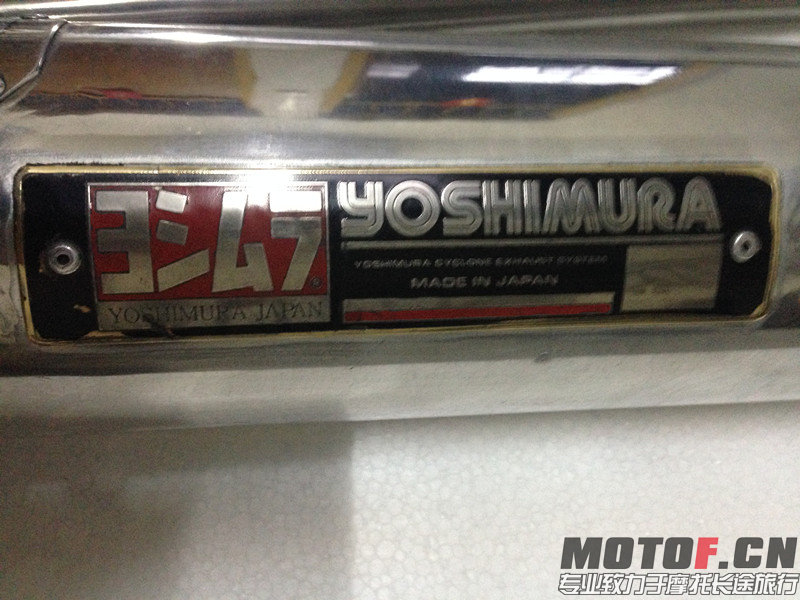 ヨシムラ
®
YOSHIMURA JAPAN
YOSHIMURA
YOSHIMURA CYCLONE EXHAUST SYSTEM
MADE IN JAPAN
MOTOF.CN
专业致力于摩托长途旅行